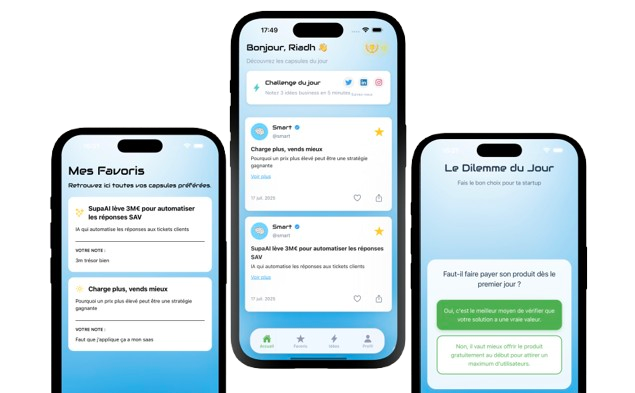 Mes Favoris
Retrouvez ici toutes vos capsules préférées.
SupaAI lève 3M€ pour automatiser
les réponses SAV
IA qui automatise les réponses aux tickets clients
VOTRE NOTE :
3m trésor bien
Charge plus, vends mieux
Pourquoi un prix plus élevé peut être une stratégie
gagnante
VOTRE NOTE :
Faut que j'applique ça a mon saas
17:49
Bonjour, Riadh 👋
Découvrez les capsules du jour
Challenge du jour
Notez 3 idées business en 5 minutes
Smart
@smart
Charge plus, vends mieux
Pourquoi un prix plus élevé peut être une stratégie
gagnante
Voir plus
17 juil. 2025
Smart
@smart
SupaAI lève 3M€ pour automatiser les réponses
SAV
IA qui automatise les réponses aux tickets clients
Voir plus
17 juil. 2025
Accueil
Favoris
Idées
Profil
Le Dilemme du Jour
Fais le bon choix pour ta startup
Faut-il faire payer son produit dès le
premier jour ?
Oui, c'est le meilleur moyen de vérifier que
votre solution a une vraie valeur.
Non, il vaut mieux offrir le produit
gratuitement au début pour attirer un
maximum d'utilisateurs.